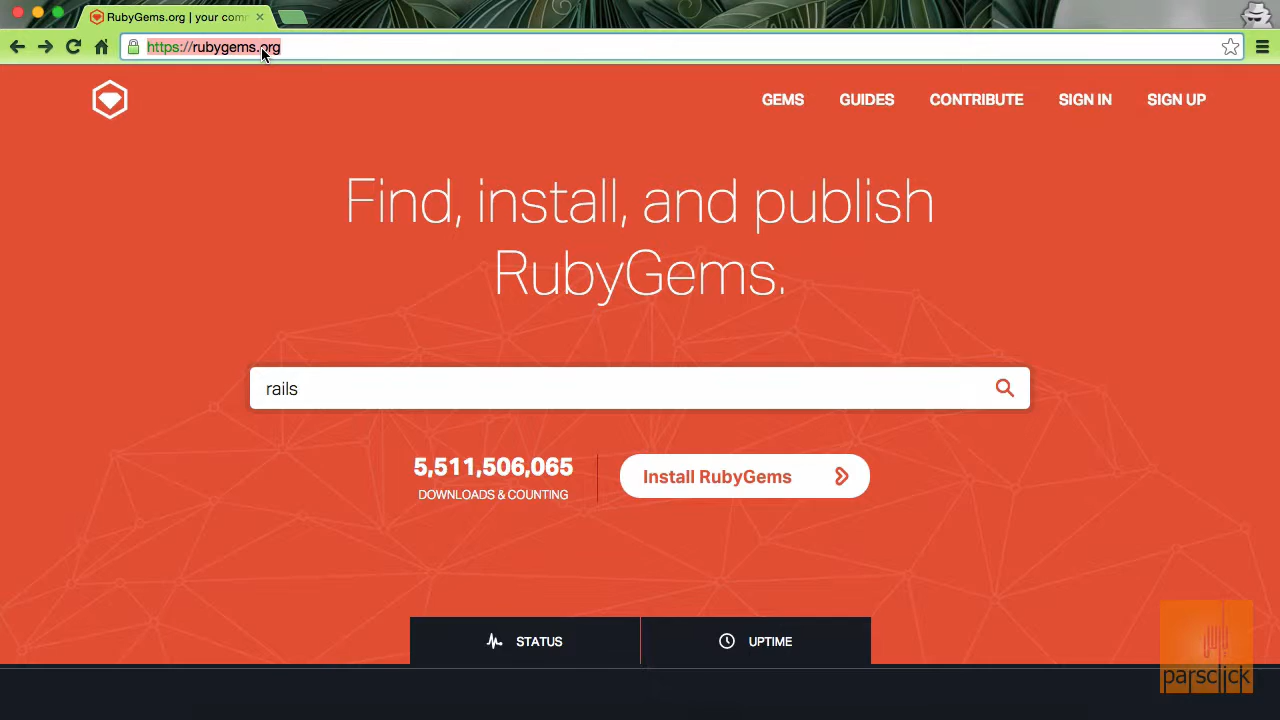 RubyGems.org | your com
https://rubygems.org
GEMS GUIDES CONTRIBUTE SIGN IN SIGN UP
Find, install, and publish
RubyGems.
rails
5,511,506,065
DOWNLOADS & COUNTING
Install RubyGems
STATUS UPTIME
parsclick